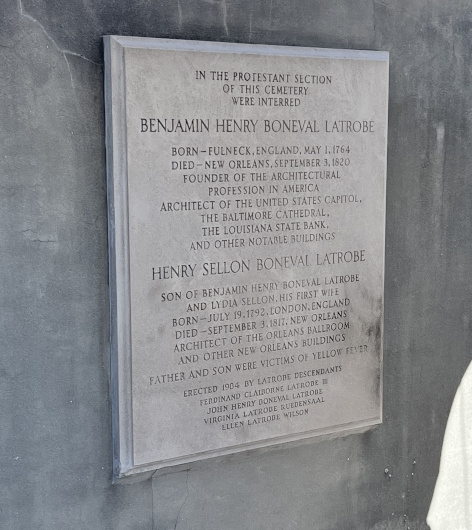 IN THE PROTESTANT SECTION
OF THIS CEMETERY
WERE INTERRED
BENJAMIN HENRY BONEVAL LATROBE
BORN—FULNECK, ENGLAND, MAY 1, 1764
DIED—NEW ORLEANS, SEPTEMBER 3, 1820
FOUNDER OF THE ARCHITECTURAL
PROFESSION IN AMERICA
ARCHITECT OF THE UNITED STATES CAPITOL,
THE BALTIMORE CATHEDRAL,
THE LOUISIANA STATE BANK,
AND OTHER NOTABLE BUILDINGS
HENRY SELLON BONEVAL LATROBE
SON OF BENJAMIN HENRY BONEVAL LATROBE
AND LYDIA SELLON, HIS FIRST WIFE
BORN—JULY 19, 1792, LONDON, ENGLAND
DIED—SEPTEMBER 3, 1817, NEW ORLEANS
ARCHITECT OF THE ORLEANS BALLROOM
AND OTHER NEW ORLEANS BUILDINGS
FATHER AND SON WERE VICTIMS OF YELLOW FEVER
ERECTED 1904 BY LATROBE DESCENDANTS
FERDINAND CLAIBORNE LATROBE III
JOHN HENRY BONEVAL LATROBE
VIRGINIA LATROBE RUEDENSAAL
ELLEN LATROBE WILSON